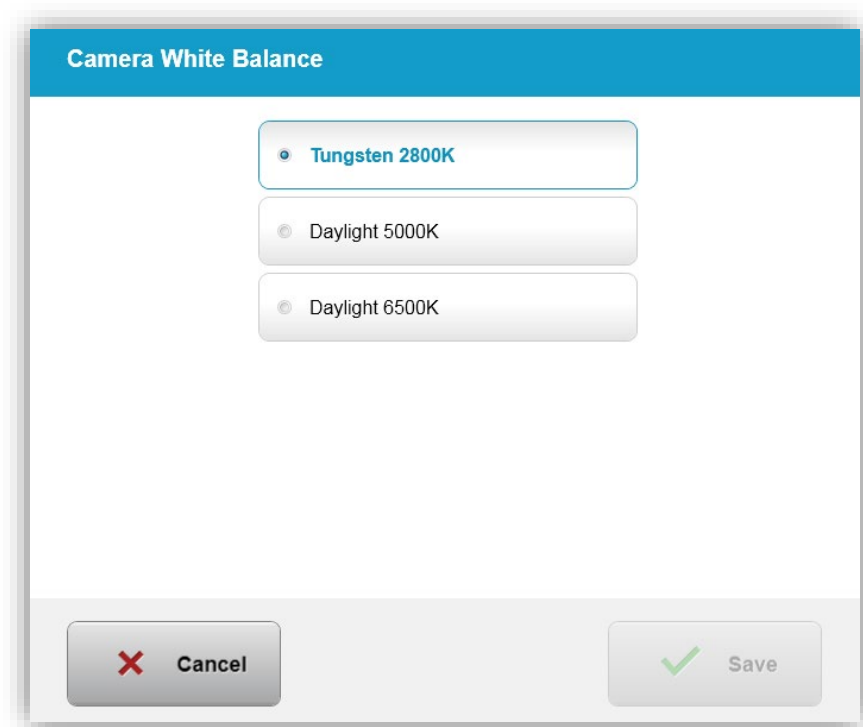 Camera White Balance
Tungsten 2800K
Daylight 5000K
Daylight 6500K
Cancel
Save